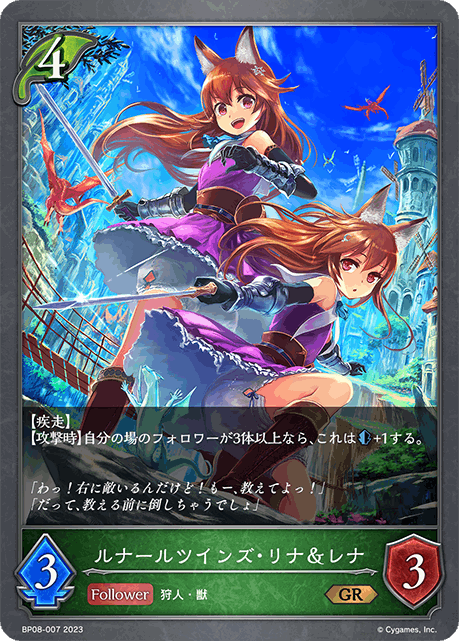 4
【疾走】
【攻撃時】自分の場のフォロワーが3体以上なら、これは+1する。
「わっ！右に敵いるんだけど！もー、教えてよっ！」
「だって、教える前に倒しちゃうでしょ」
ルナールツインズ・リナ＆レナ
3
Follower 狩人・獣
GR
3
BP08-007 2023
© Cygames, Inc.